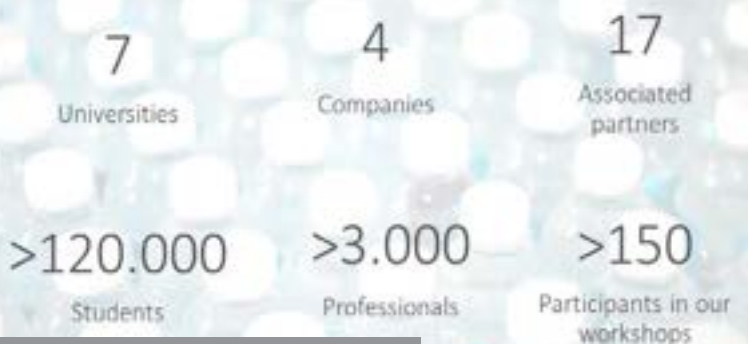 7
Universities
4
Companies
17
Associated
partners
>120.000
Students
>3.000
Professionals
>150
Participants in our
workshops